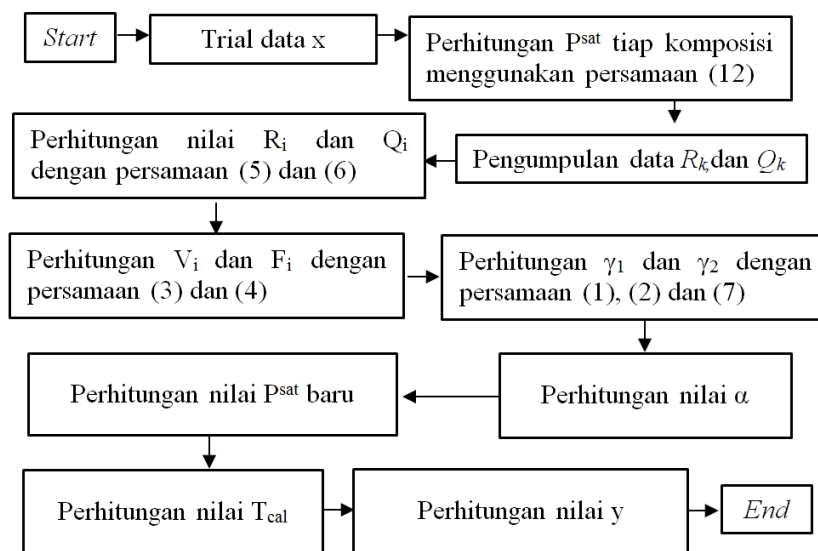 Start
Trial data x
Perhitungan Pˢᵃᵗ tiap komposisi
menggunakan persamaan (12)
Pengumpulan data Rₖ,dan Qₖ
Perhitungan nilai Rᵢ dan Qᵢ
dengan persamaan (5) dan (6)
Perhitungan Vᵢ dan Fᵢ dengan
persamaan (3) dan (4)
Perhitungan γ₁ dan γ₂ dengan
persamaan (1), (2) dan (7)
Perhitungan nilai α
Perhitungan nilai Pˢᵃᵗ baru
Perhitungan nilai T_cal
Perhitungan nilai y
End